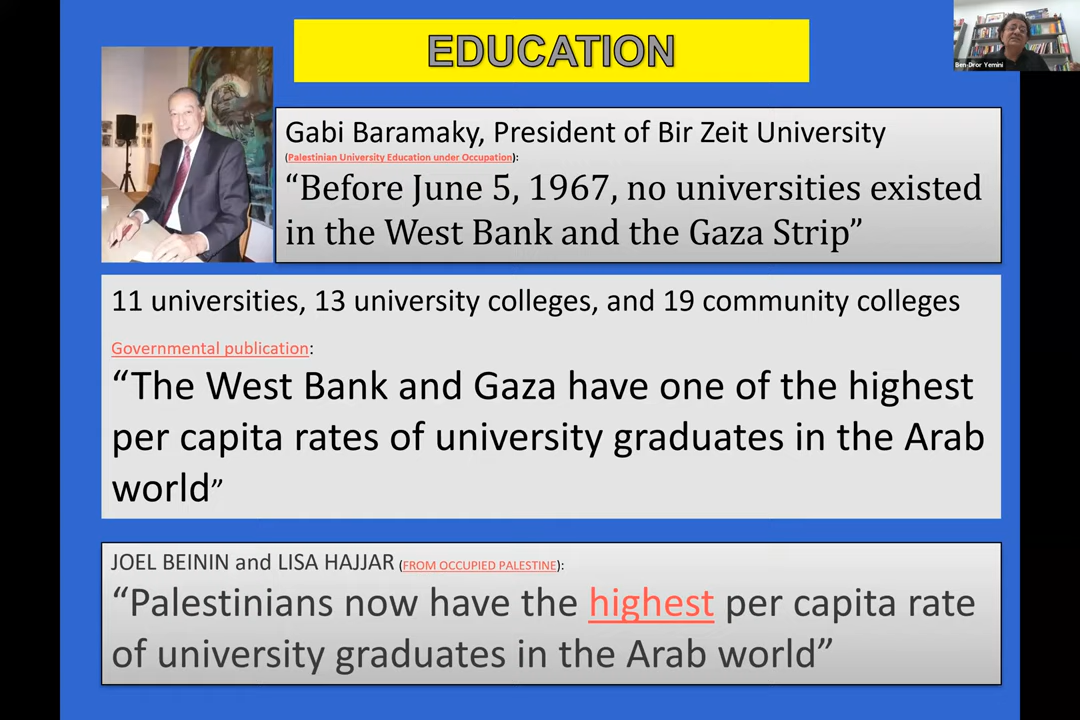 EDUCATION
Ben-Dror Yemini
Gabi Baramaky, President of Bir Zeit University
(Palestinian University Education under Occupation):
“Before June 5, 1967, no universities existed
in the West Bank and the Gaza Strip”
11 universities, 13 university colleges, and 19 community colleges
Governmental publication:
“The West Bank and Gaza have one of the highest
per capita rates of university graduates in the Arab
world”
JOEL BEININ and LISA HAJJAR (FROM OCCUPIED PALESTINE):
“Palestinians now have the highest per capita rate
of university graduates in the Arab world”